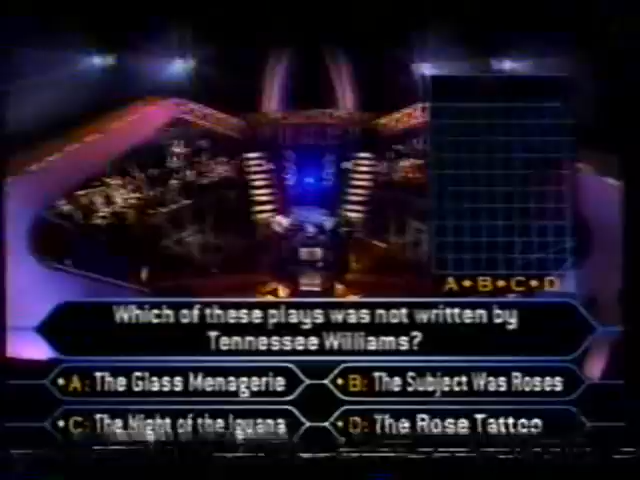 A•B•C•D
Which of these plays was not written by
Tennessee Williams?
•A: The Glass Menagerie
•B: The Subject Was Roses
•C: The Night of the Iguana
•D: The Rose Tattoo